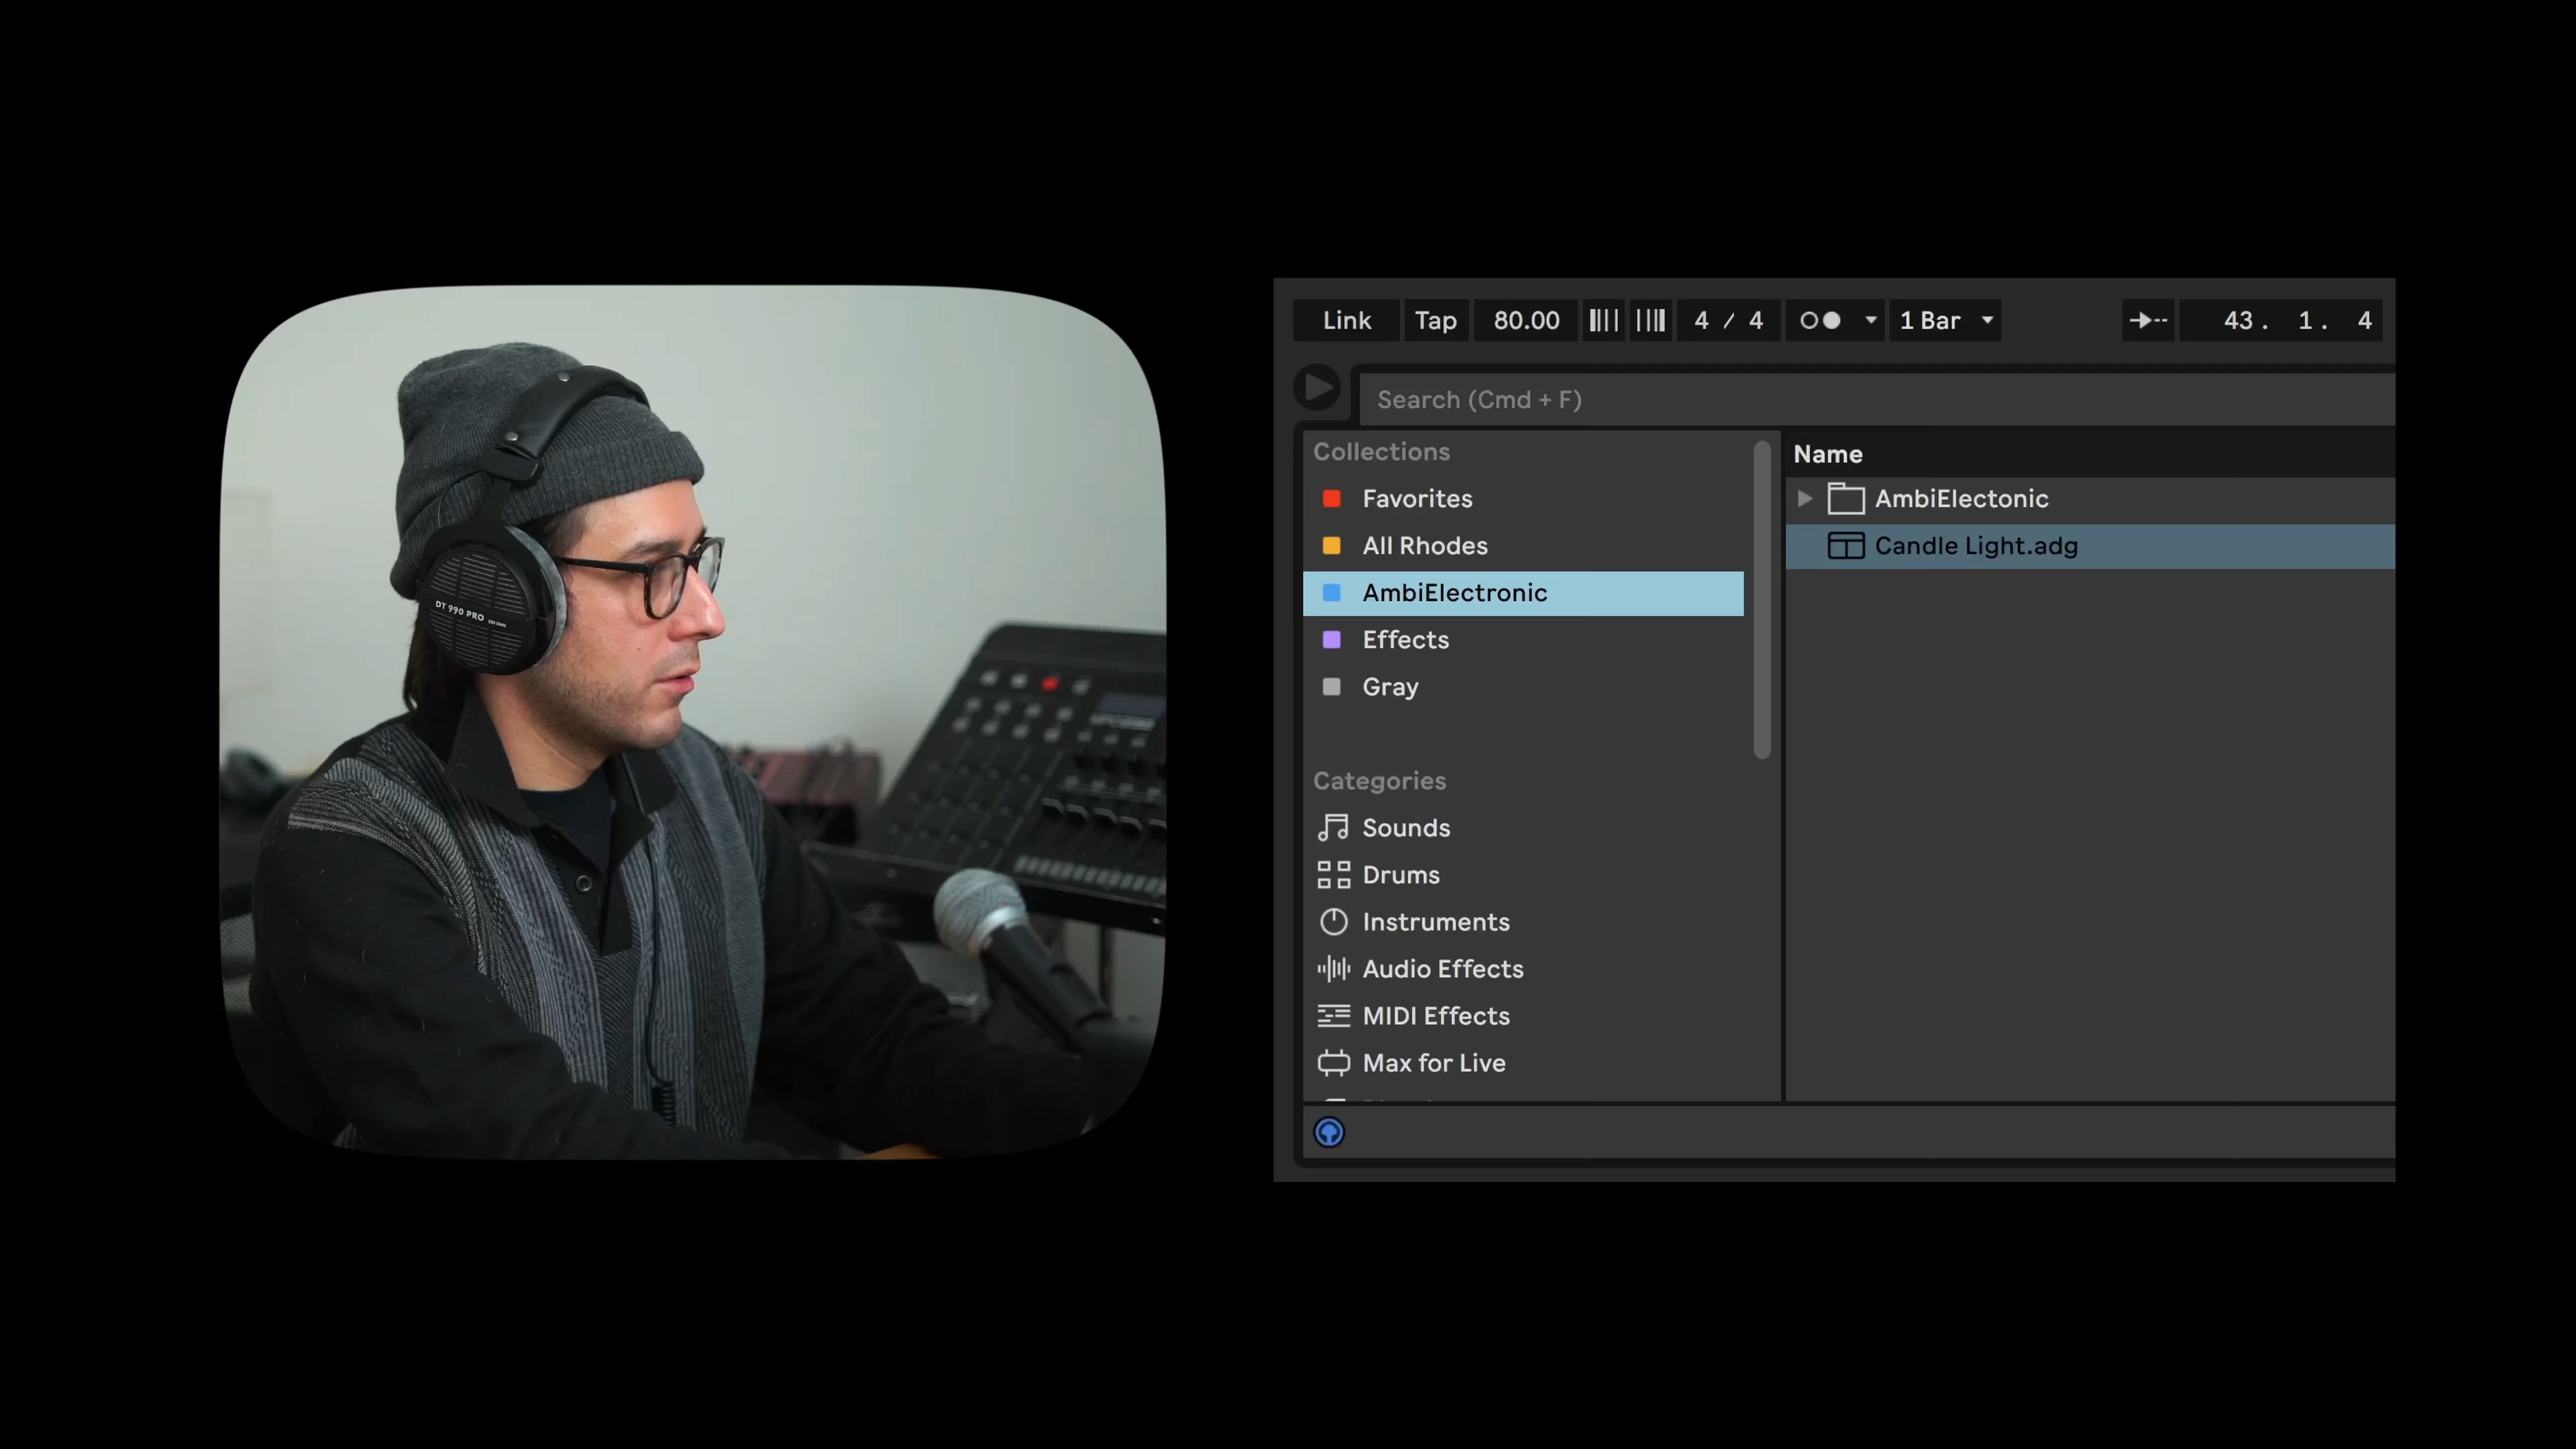 DT 990 PRO
Link Tap 80.00 4 / 4 1 Bar 43. 1. 4
Search (Cmd + F)
Collections
Favorites
All Rhodes
AmbiElectronic
Effects
Gray
Categories
Sounds
Drums
Instruments
Audio Effects
MIDI Effects
Max for Live
Name
AmbiElectonic
Candle Light.adg